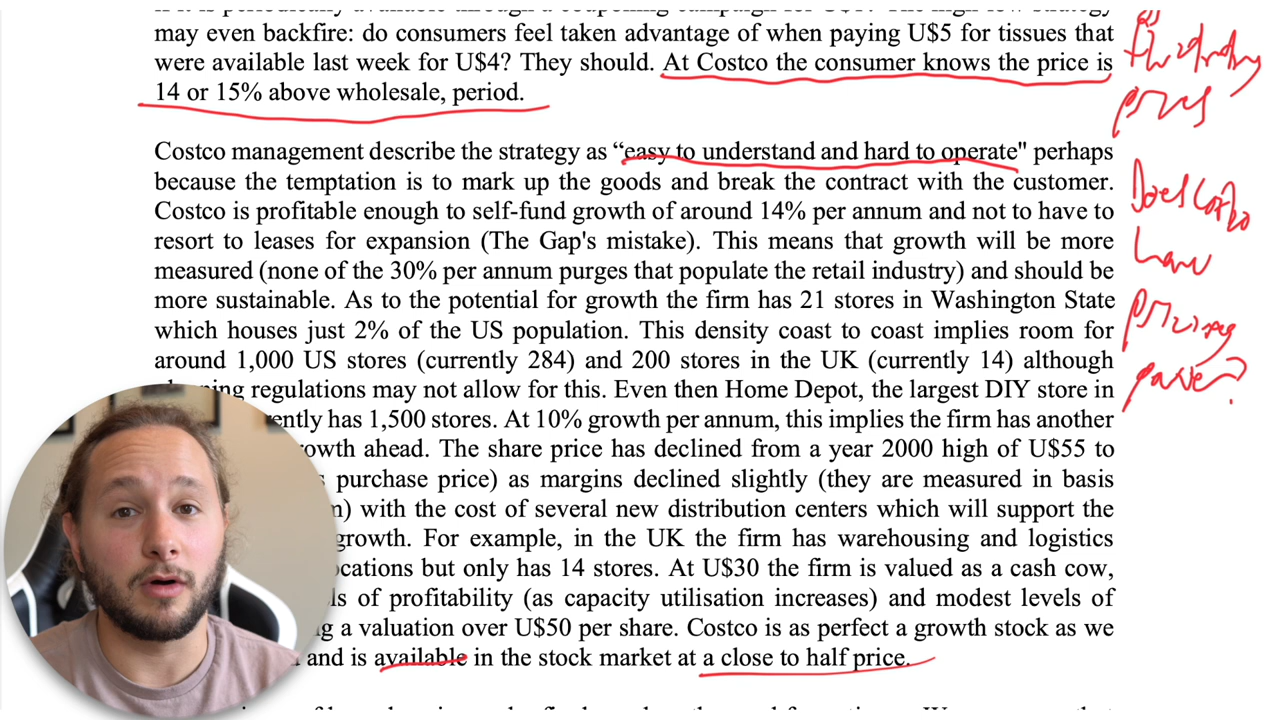 may even backfire: do consumers feel taken advantage of when paying U$5 for tissues that
were available last week for U$4? They should. At Costco the consumer knows the price is
14 or 15% above wholesale, period.
Costco management describe the strategy as “easy to understand and hard to operate" perhaps
because the temptation is to mark up the goods and break the contract with the customer.
Costco is profitable enough to self-fund growth of around 14% per annum and not to have to
resort to leases for expansion (The Gap's mistake). This means that growth will be more
measured (none of the 30% per annum purges that populate the retail industry) and should be
more sustainable. As to the potential for growth the firm has 21 stores in Washington State
which houses just 2% of the US population. This density coast to coast implies room for
around 1,000 US stores (currently 284) and 200 stores in the UK (currently 14) although
regulations may not allow for this. Even then Home Depot, the largest DIY store in
has 1,500 stores. At 10% growth per annum, this implies the firm has another
ahead. The share price has declined from a year 2000 high of U$55 to
purchase price) as margins declined slightly (they are measured in basis
with the cost of several new distribution centers which will support the
growth. For example, in the UK the firm has warehousing and logistics
but only has 14 stores. At U$30 the firm is valued as a cash cow,
of profitability (as capacity utilisation increases) and modest levels of
a valuation over U$50 per share. Costco is as perfect a growth stock as we
and is available in the stock market at a close to half price.
prices
Does Costco
have
pricing
power?